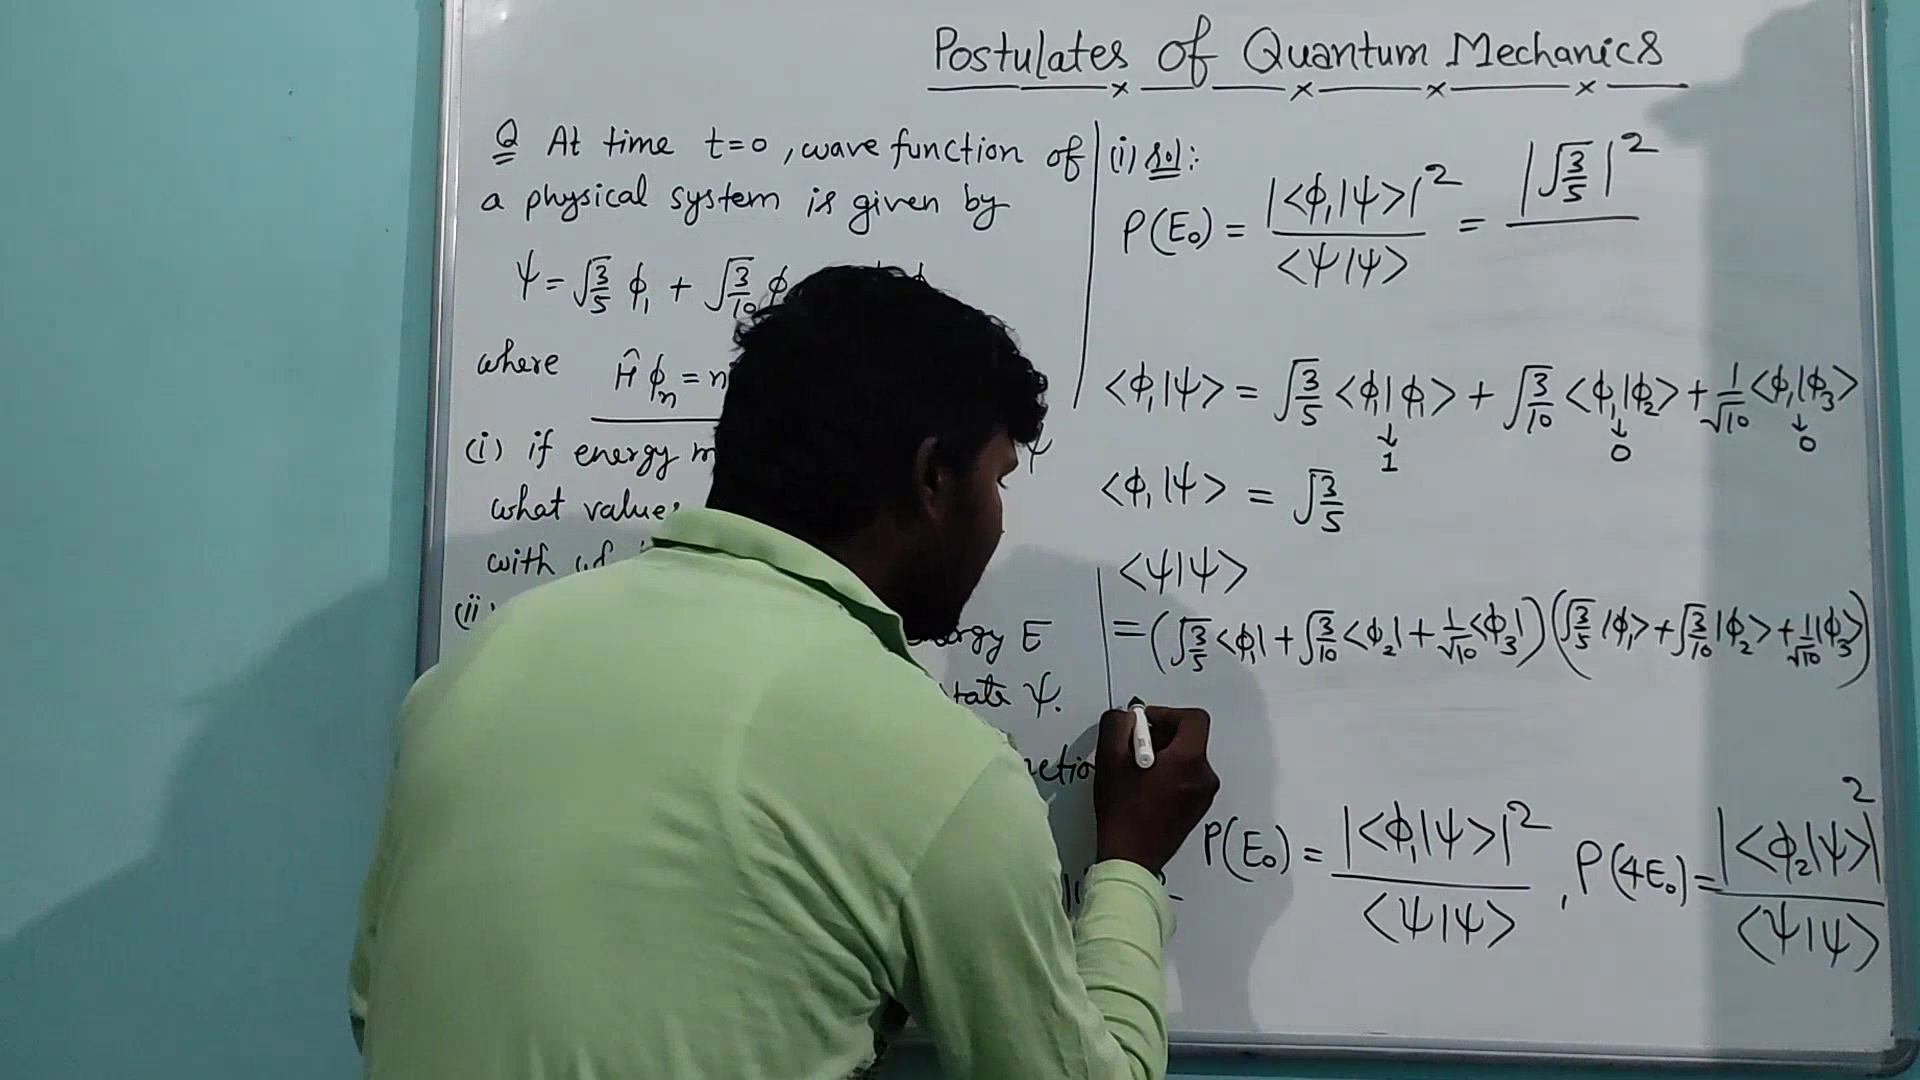 Postulates of Quantum Mechanics
Q At time t=0, wave function of
a physical system is given by
ψ = √3/5 ϕ₁ + √3/10 ϕ
where Ĥ ϕₙ = n
(i) if energy m
what value
with
(ii)
energy E
state ψ.
(i) Sol:
P(E₀) = |<ϕ₁|ψ>|² / <ψ|ψ> = |√3/5|²
<ϕ₁|ψ> = √3/5 <ϕ₁|ϕ₁> + √3/10 <ϕ₁|ϕ₂> + 1/√10 <ϕ₁|ϕ₃>
↓ 1 ↓ 0 ↓ 0
<ϕ₁|ψ> = √3/5
<ψ|ψ>
= (√3/5 <ϕ₁| + √3/10 <ϕ₂| + 1/√10 <ϕ₃|) (√3/5 |ϕ₁> + √3/10 |ϕ₂> + 1/√10 |ϕ₃>)
P(E₀) = |<ϕ₁|ψ>|² / <ψ|ψ> , P(4E₀) = |<ϕ₂|ψ>|² / <ψ|ψ>